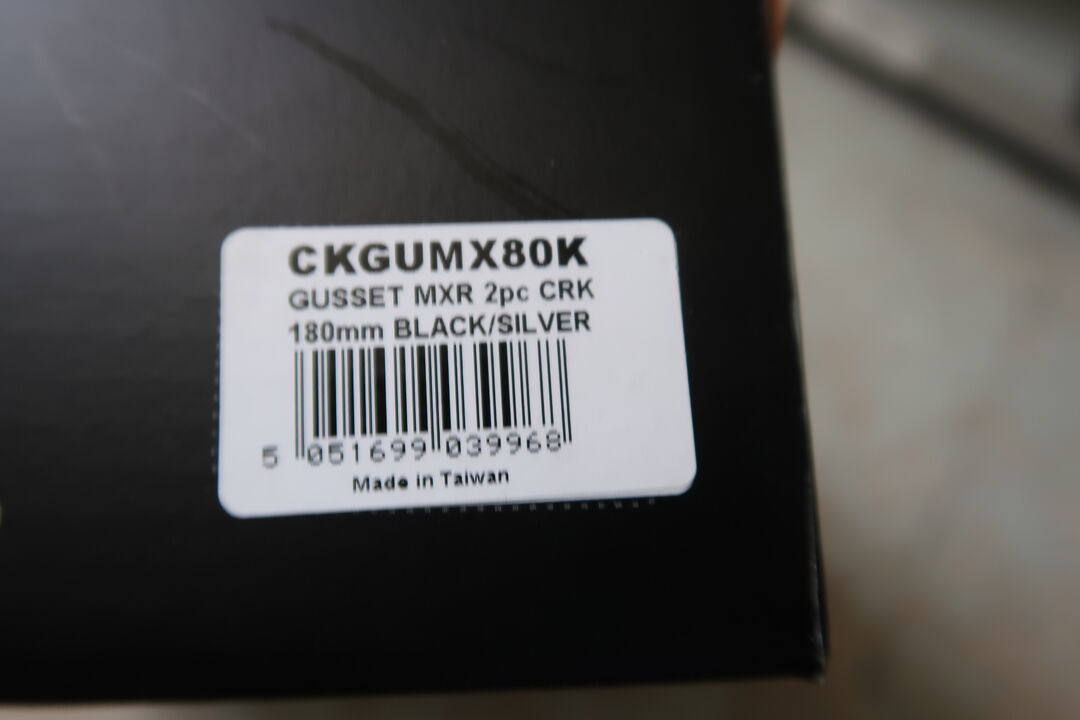 CKGUMX80K
GUSSET MXR 2pc CRK
180mm BLACK/SILVER
5 051699 039968
Made in Taiwan